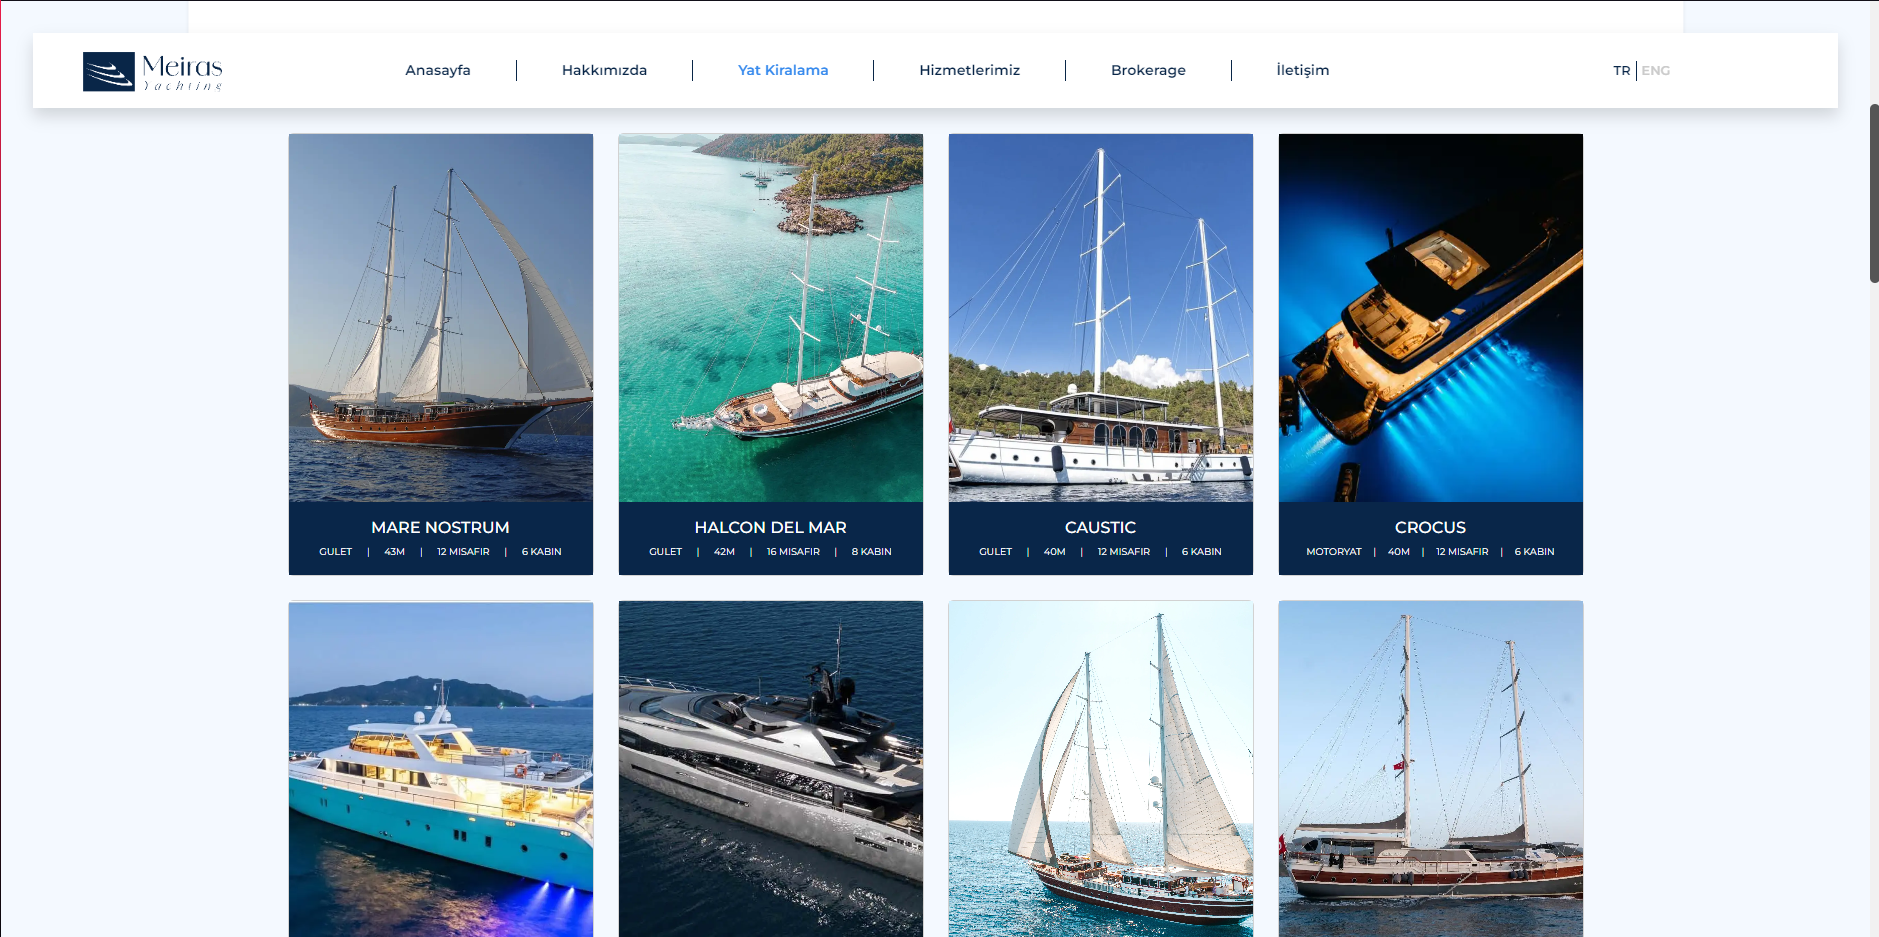 Meiras
Yachting
Anasayfa | Hakkımızda | Yat Kiralama | Hizmetlerimiz | Brokerage | İletişim
TR | ENG
MARE NOSTRUM
GULET | 43M | 12 MISAFIR | 6 KABIN
HALCON DEL MAR
GULET | 42M | 16 MISAFIR | 8 KABIN
CAUSTIC
GULET | 40M | 12 MISAFIR | 6 KABIN
CROCUS
MOTORYAT | 40M | 12 MISAFIR | 6 KABIN